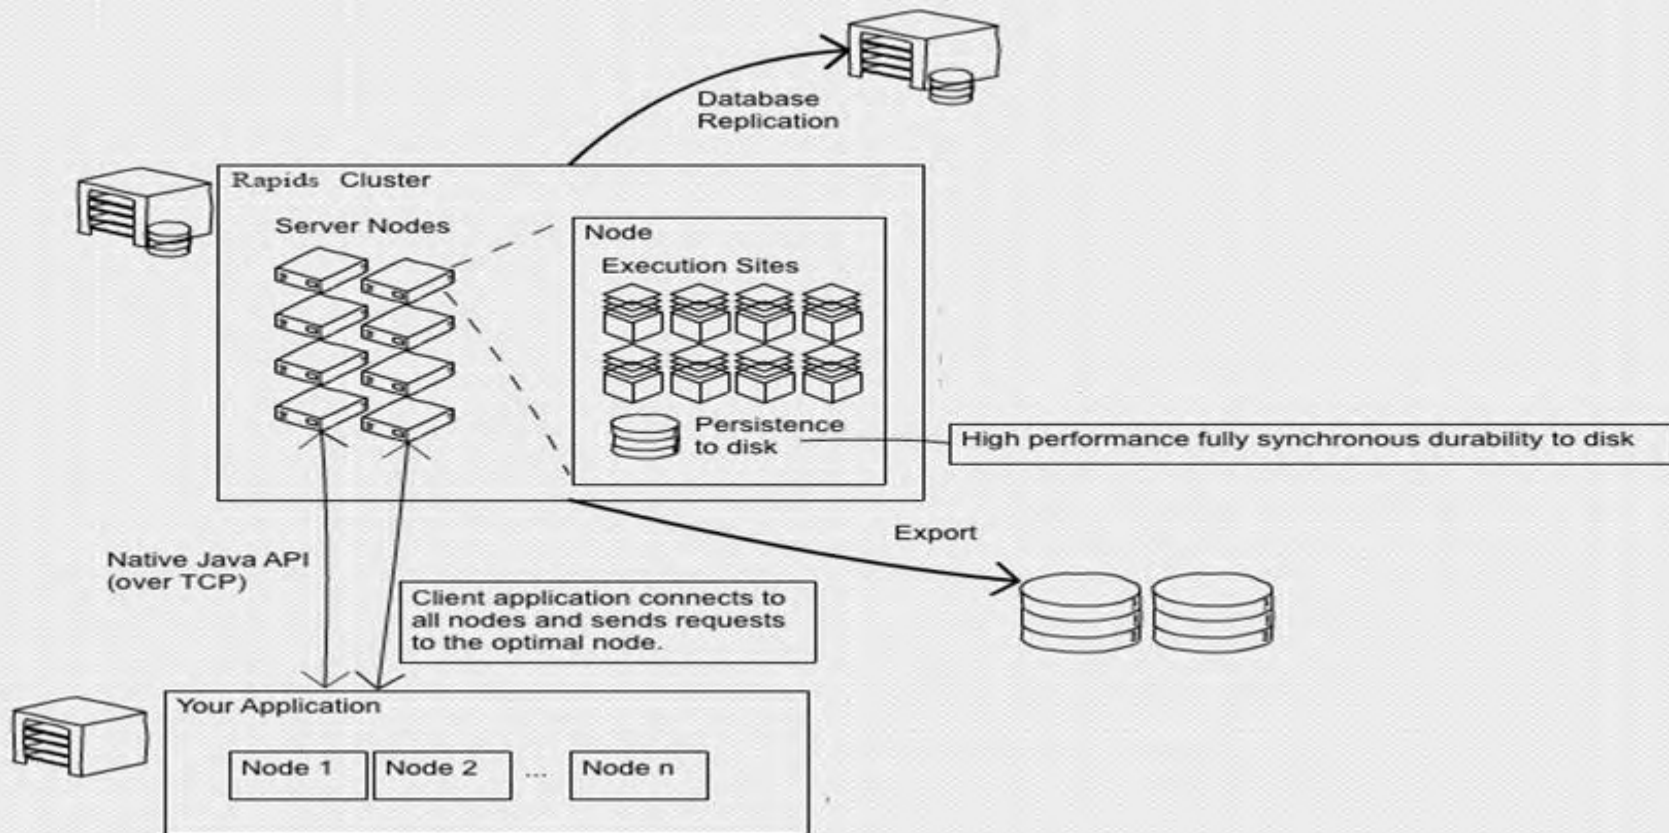 Database
Replication
Rapids Cluster
Server Nodes
Node
Execution Sites
Persistence
to disk
High performance fully synchronous durability to disk
Export
Native Java API
(over TCP)
Client application connects to
all nodes and sends requests
to the optimal node.
Your Application
Node 1
Node 2
...
Node n